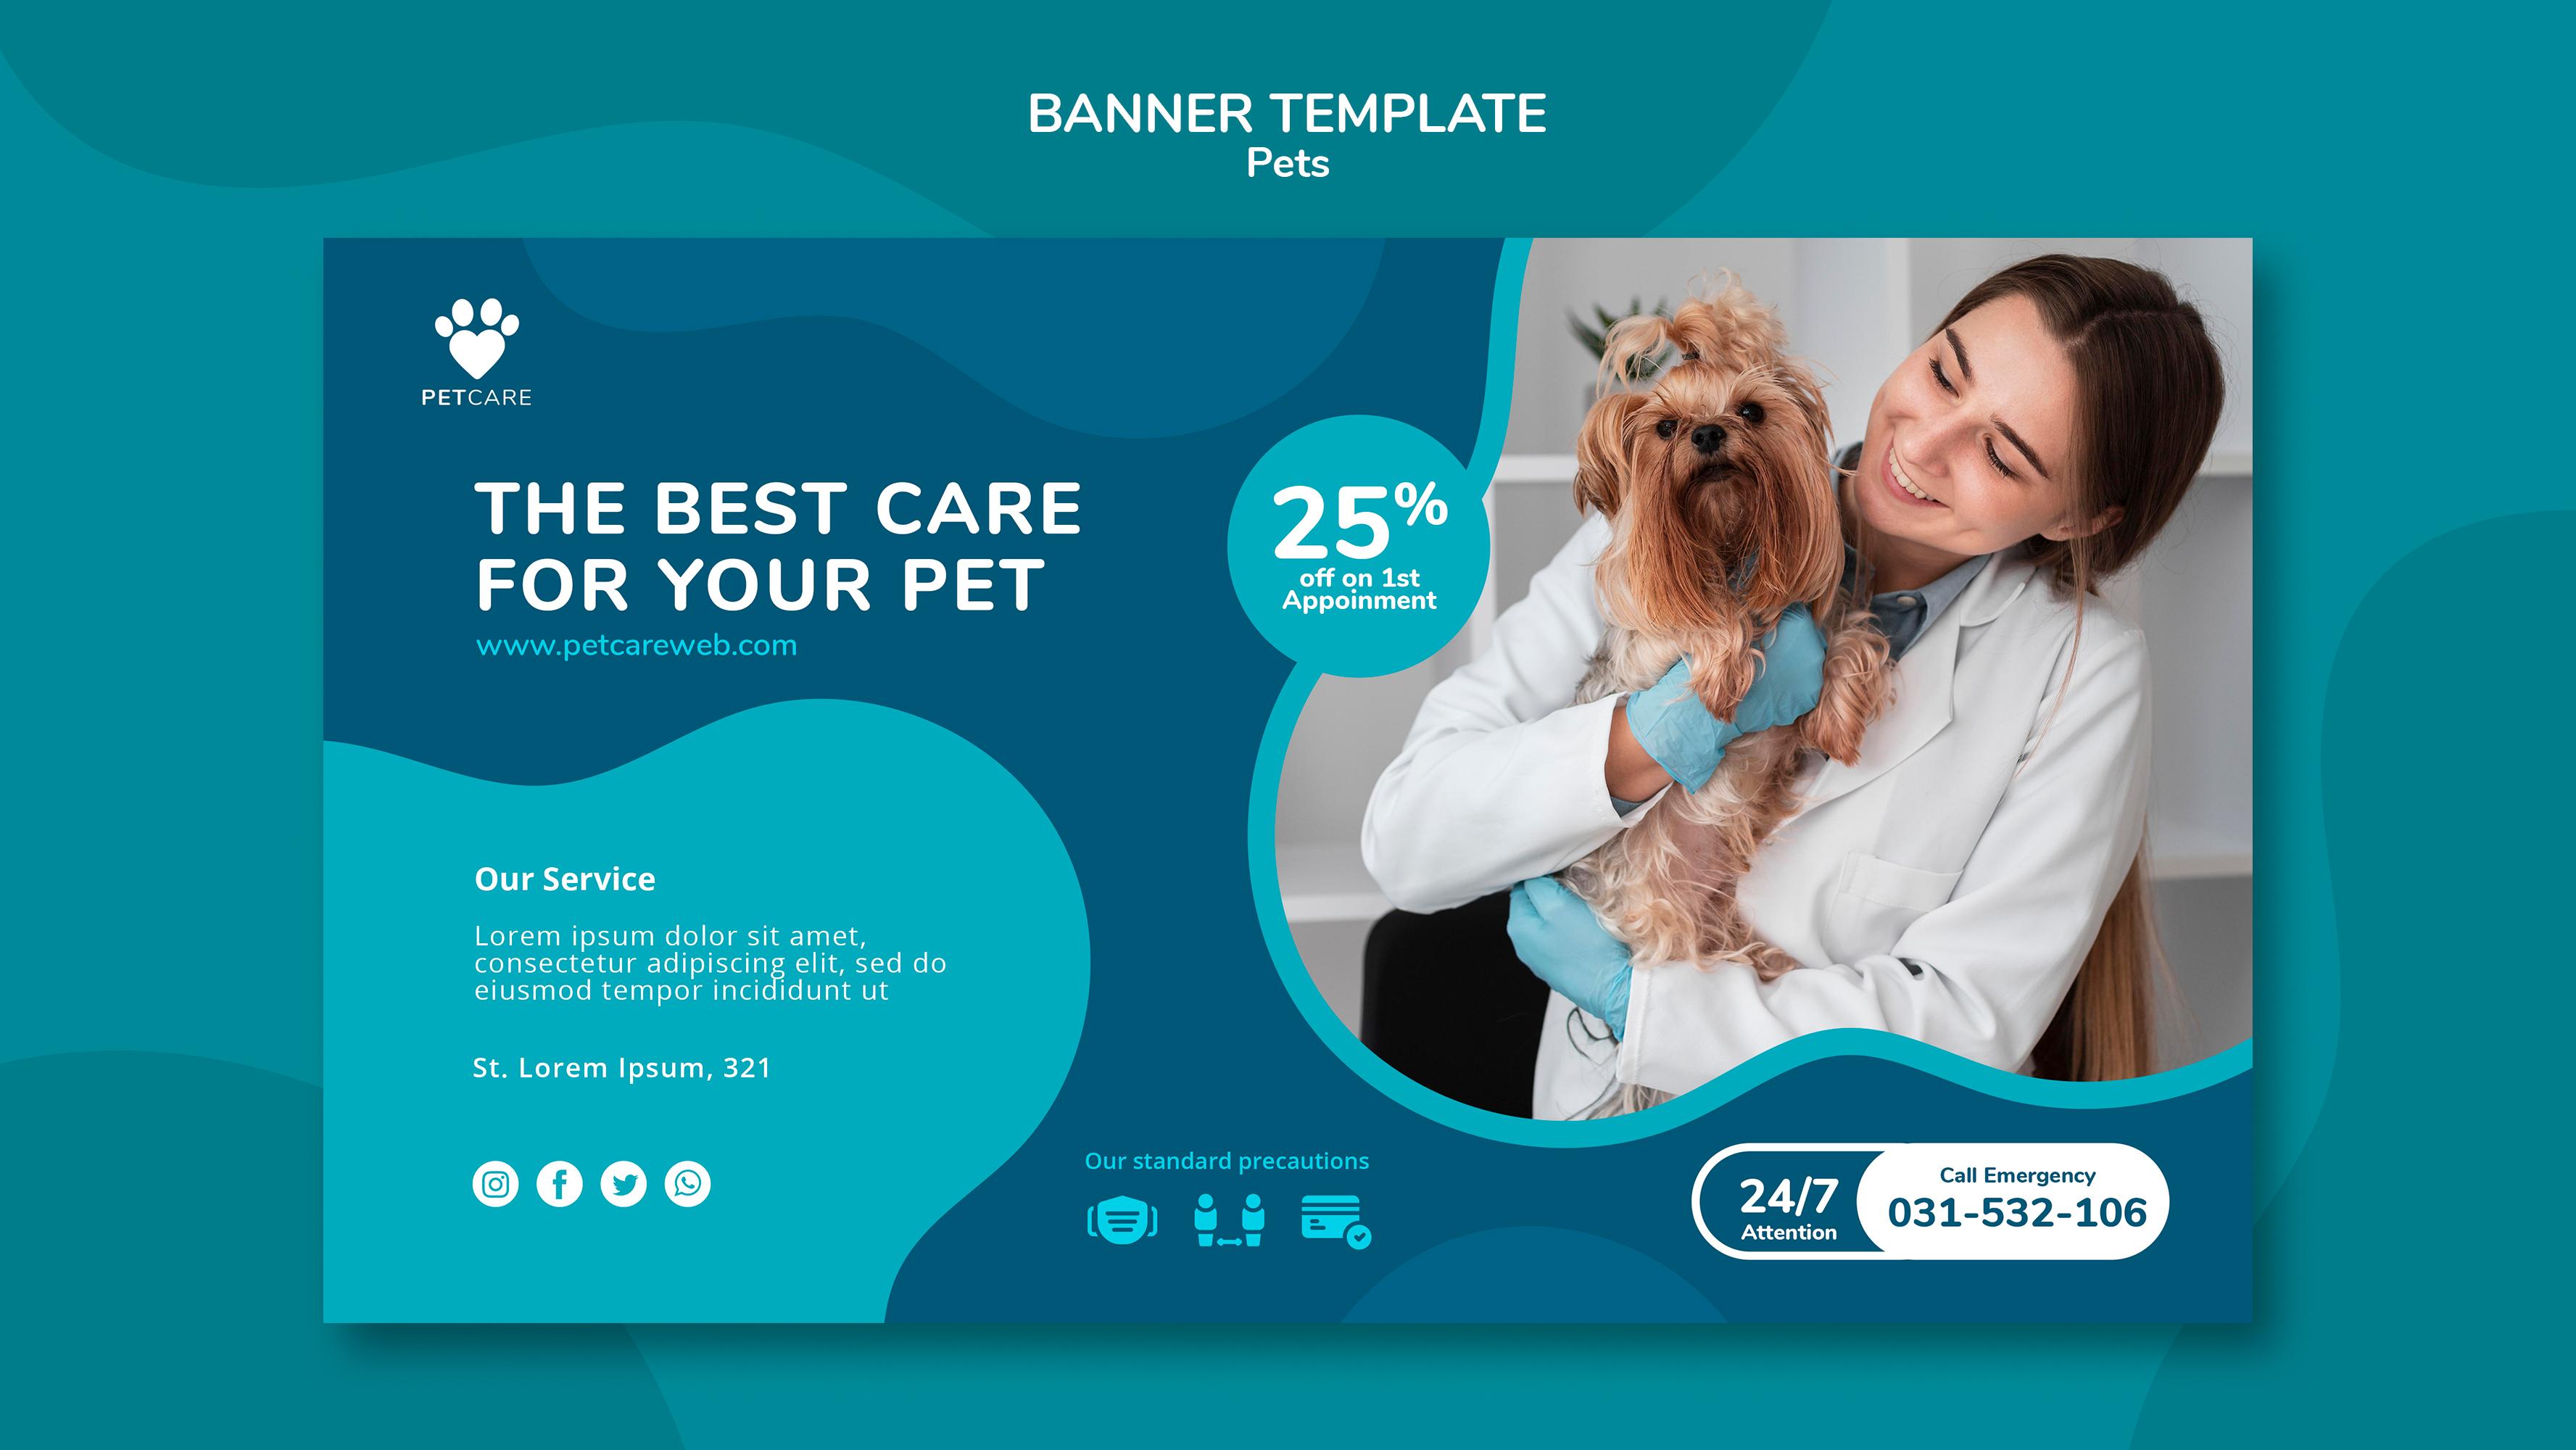 BANNER TEMPLATE
Pets
PETCARE
THE BEST CARE
FOR YOUR PET
www.petcareweb.com
25%
off on 1st
Appoinment
Our Service
Lorem ipsum dolor sit amet,
consectetur adipiscing elit, sed do
eiusmod tempor incididunt ut
St. Lorem Ipsum, 321
Our standard precautions
24/7
Attention
Call Emergency
031-532-106